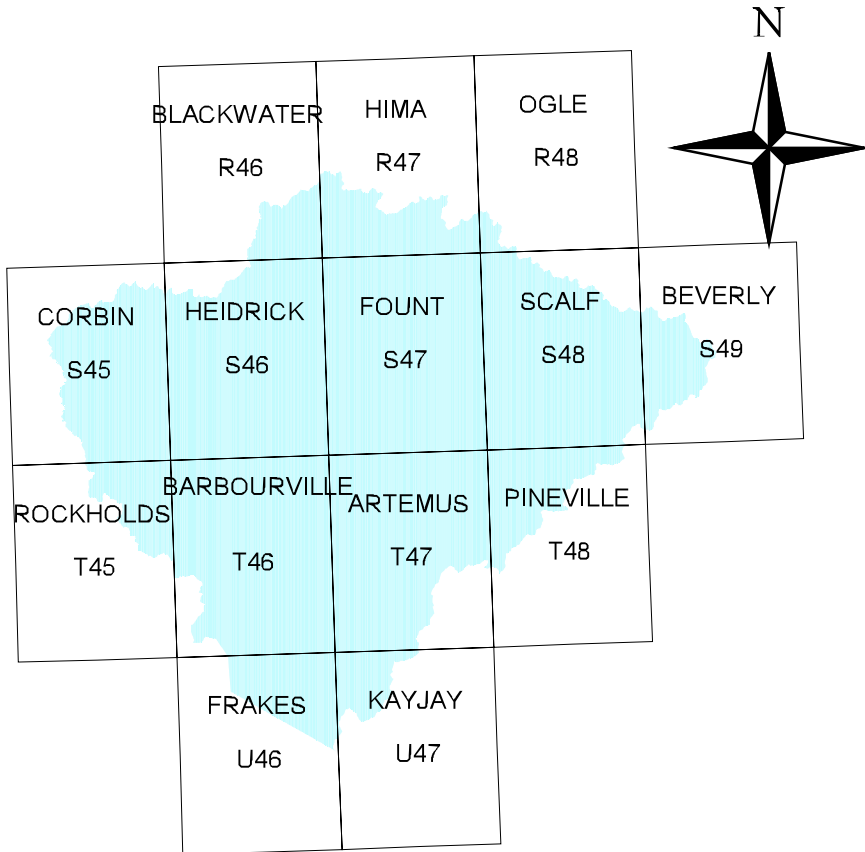 N
BLACKWATER
R46
HIMA
R47
OGLE
R48
CORBIN
S45
HEIDRICK
S46
FOUNT
S47
SCALF
S48
BEVERLY
S49
ROCKHOLDS
T45
BARBOURVILLE
T46
ARTEMUS
T47
PINEVILLE
T48
FRAKES
U46
KAYJAY
U47